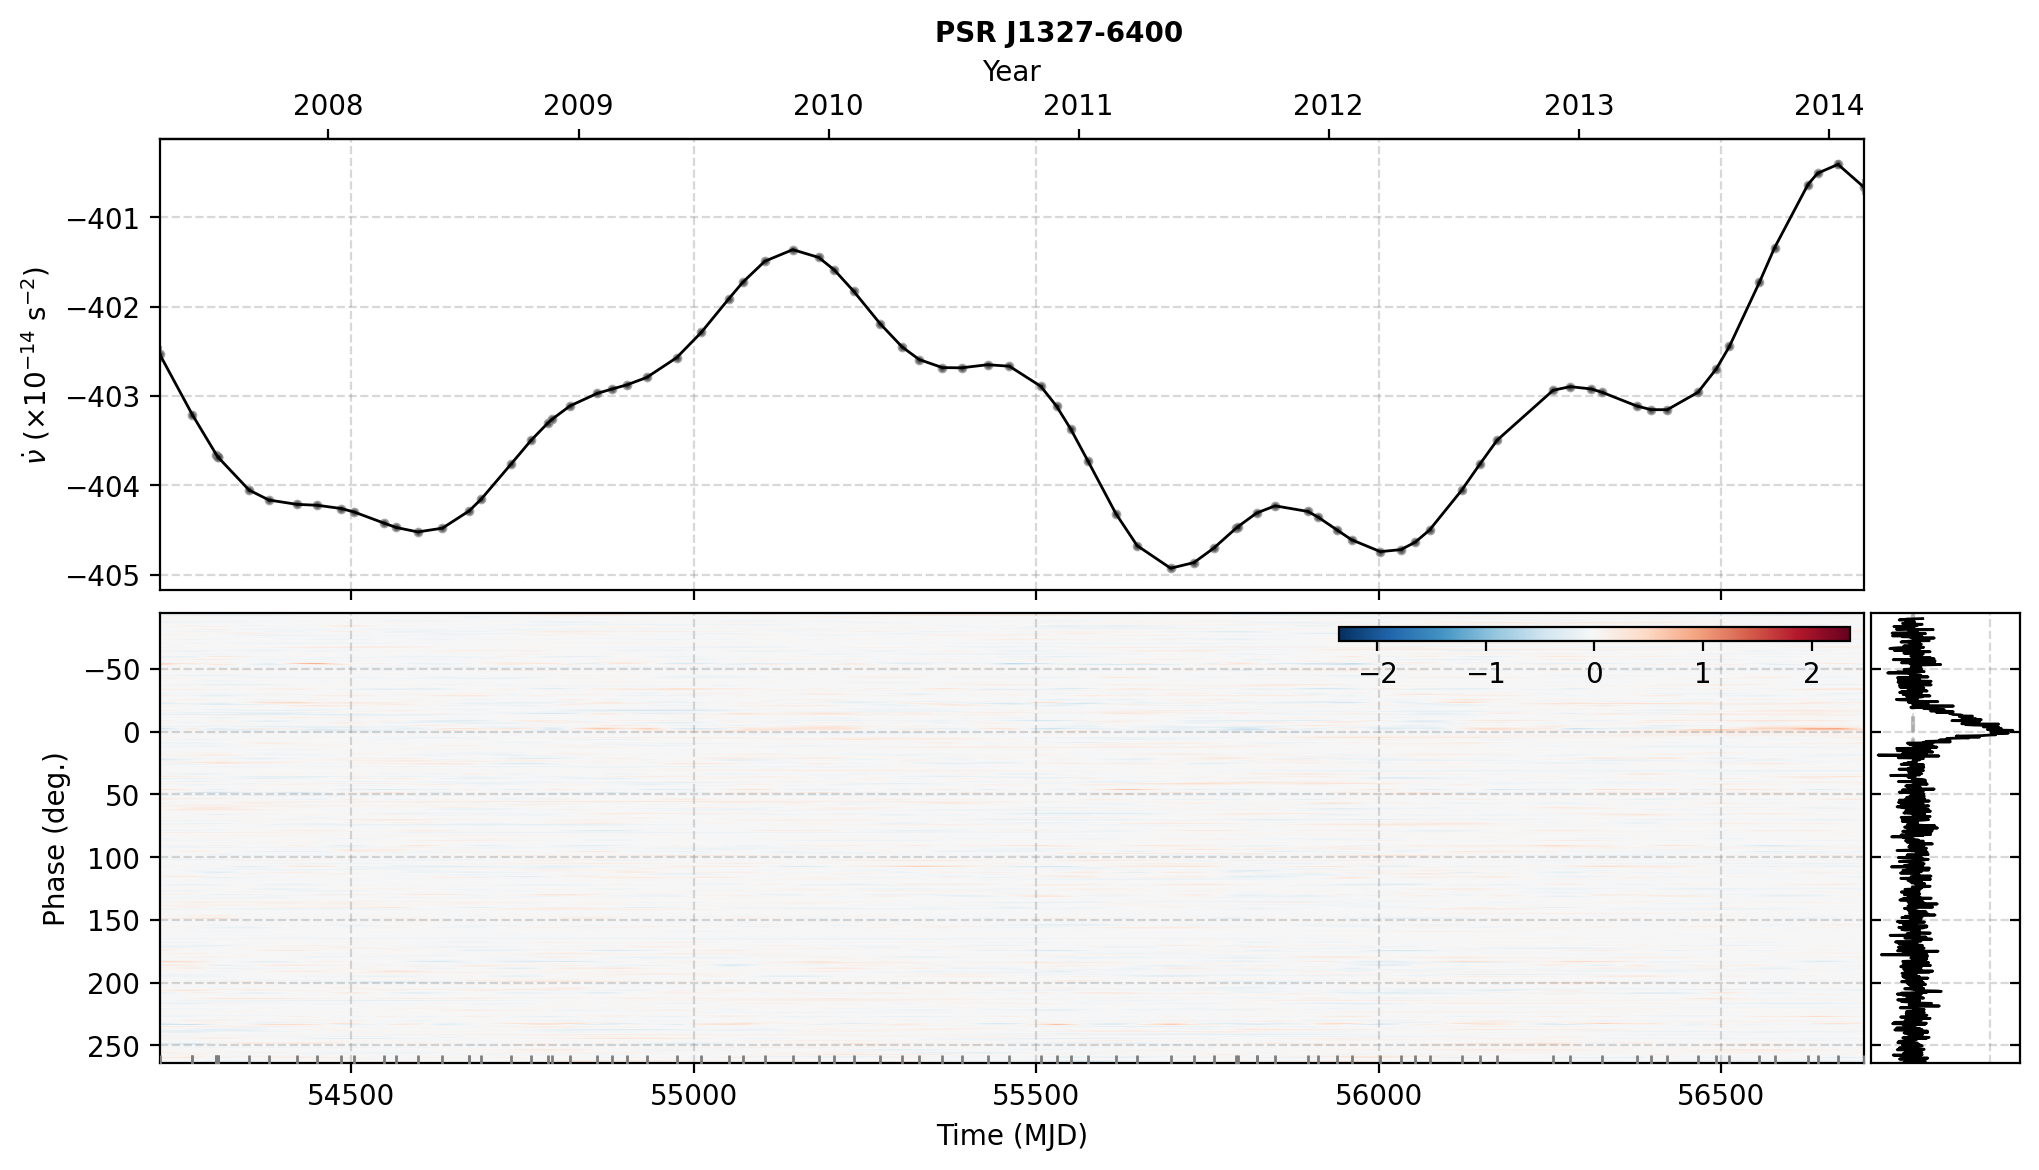 PSR J1327-6400
Year
2008 2009 2010 2011 2012 2013 2014
−401
−402
−403
−404
−405
ν̇ (×10⁻¹⁴ s⁻²)
−2 −1 0 1 2
−50
0
50
100
150
200
250
Phase (deg.)
54500 55000 55500 56000 56500
Time (MJD)